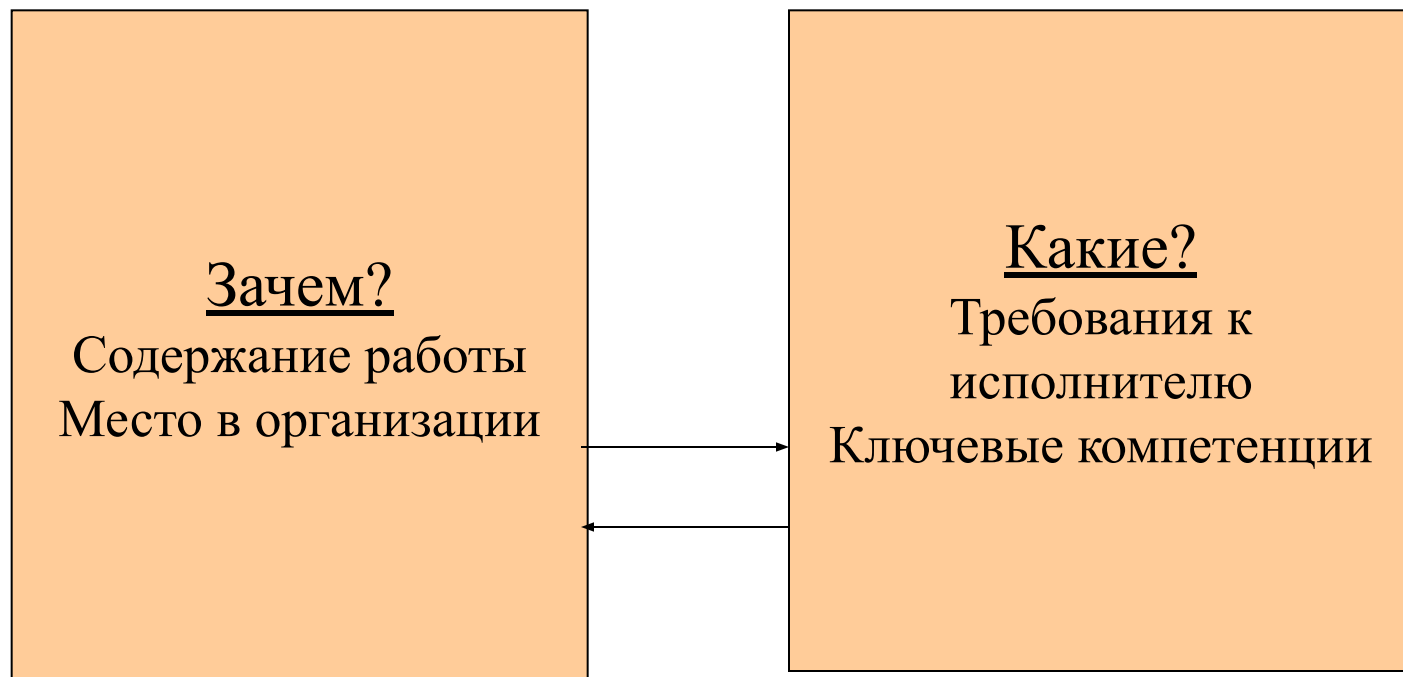 Зачем?
Содержание работы
Место в организации
Какие?
Требования к
исполнителю
Ключевые компетенции